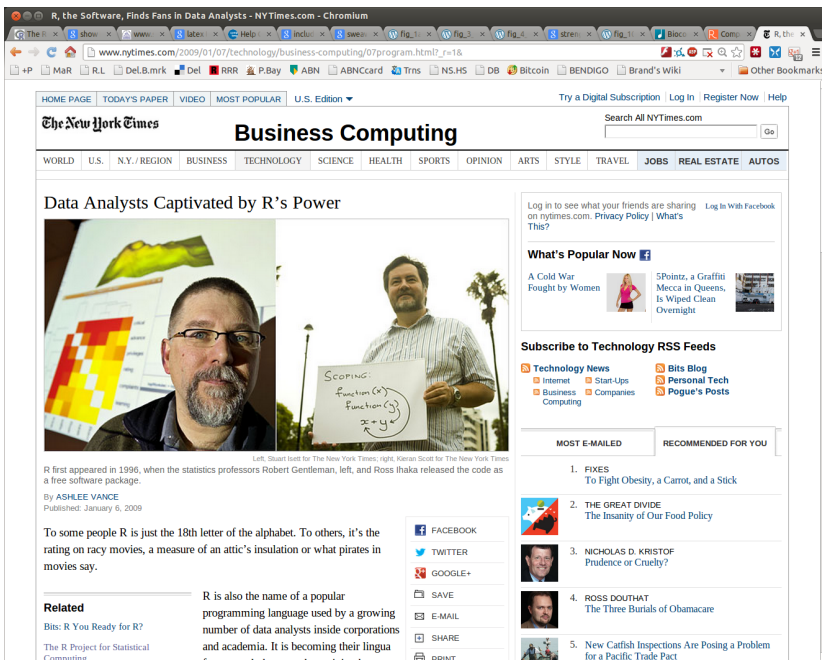 R, the Software, Finds Fans in Data Analysts - NYTimes.com - Chromium
The R
show
www.
latex
Help
includ
sweav
fig_1
fig_3
fig_4
streng
fig_1
Bioco
Comp
R, the
www.nytimes.com/2009/01/07/technology/business-computing/07program.html?_r=1&
+P MaR R.L Del.B.mrk Del RRR P.Bay ABN ABNCcard Trns NS.HS DB Bitcoin BENDIGO Brand's Wiki Other Bookmarks
HOME PAGE TODAY'S PAPER VIDEO MOST POPULAR U.S. Edition
Try a Digital Subscription Log In Register Now Help
The New York Times
Business Computing
Search All NYTimes.com
Go
WORLD U.S. N.Y. / REGION BUSINESS TECHNOLOGY SCIENCE HEALTH SPORTS OPINION ARTS STYLE TRAVEL JOBS REAL ESTATE AUTOS
Data Analysts Captivated by R's Power
SCOPING:
function(x)
function(y)
x+y
Left, Stuart Isett for The New York Times; right, Kieran Scott for The New York Times
R first appeared in 1996, when the statistics professors Robert Gentleman, left, and Ross Ihaka released the code as
a free software package.
By ASHLEE VANCE
Published: January 6, 2009
To some people R is just the 18th letter of the alphabet. To others, it's the
rating on racy movies, a measure of an attic's insulation or what pirates in
movies say.
Related
Bits: R You Ready for R?
The R Project for Statistical
Computing
R is also the name of a popular
programming language used by a growing
number of data analysts inside corporations
and academia. It is becoming their lingua
FACEBOOK
TWITTER
GOOGLE+
SAVE
E-MAIL
SHARE
PRINT
Log in to see what your friends are sharing
on nytimes.com. Privacy Policy | What's
This?
Log In With Facebook
What's Popular Now
A Cold War
Fought by Women
5Pointz, a Graffiti
Mecca in Queens,
Is Wiped Clean
Overnight
Subscribe to Technology RSS Feeds
Technology News
Internet Start-Ups
Business Companies
Computing
Bits Blog
Personal Tech
Pogue's Posts
MOST E-MAILED RECOMMENDED FOR YOU
1. FIXES
To Fight Obesity, a Carrot, and a Stick
2. THE GREAT DIVIDE
The Insanity of Our Food Policy
3. NICHOLAS D. KRISTOF
Prudence or Cruelty?
4. ROSS DOUTHAT
The Three Burials of Obamacare
5. New Catfish Inspections Are Posing a Problem
for a Pacific Trade Pact